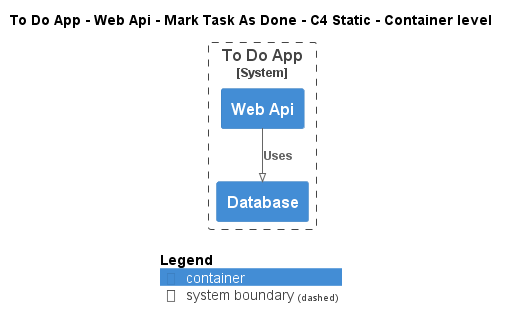 To Do App - Web Api - Mark Task As Done - C4 Static - Container level
To Do App
[System]
Web Api
Uses
Database
Legend
container
system boundary (dashed)